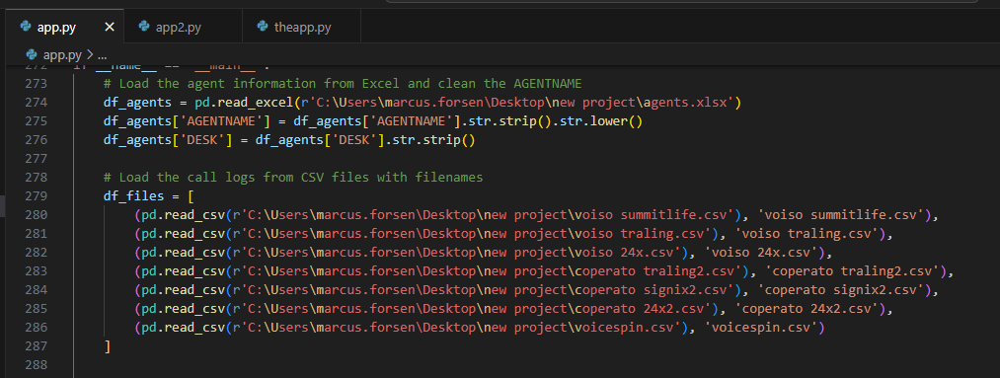 app.py
app2.py
theapp.py
app.py > ...
272 if __name__ == '__main__':
273 # Load the agent information from Excel and clean the AGENTNAME
274 df_agents = pd.read_excel(r'C:\Users\marcus.forsen\Desktop\new project\agents.xlsx')
275 df_agents['AGENTNAME'] = df_agents['AGENTNAME'].str.strip().str.lower()
276 df_agents['DESK'] = df_agents['DESK'].str.strip()
277
278 # Load the call logs from CSV files with filenames
279 df_files = [
280 (pd.read_csv(r'C:\Users\marcus.forsen\Desktop\new project\voiso summitlife.csv'), 'voiso summitlife.csv'),
281 (pd.read_csv(r'C:\Users\marcus.forsen\Desktop\new project\voiso traling.csv'), 'voiso traling.csv'),
282 (pd.read_csv(r'C:\Users\marcus.forsen\Desktop\new project\voiso 24x.csv'), 'voiso 24x.csv'),
283 (pd.read_csv(r'C:\Users\marcus.forsen\Desktop\new project\coperato traling2.csv'), 'coperato traling2.csv'),
284 (pd.read_csv(r'C:\Users\marcus.forsen\Desktop\new project\coperato signix2.csv'), 'coperato signix2.csv'),
285 (pd.read_csv(r'C:\Users\marcus.forsen\Desktop\new project\coperato 24x2.csv'), 'coperato 24x2.csv'),
286 (pd.read_csv(r'C:\Users\marcus.forsen\Desktop\new project\voicespin.csv'), 'voicespin.csv')
287 ]
288